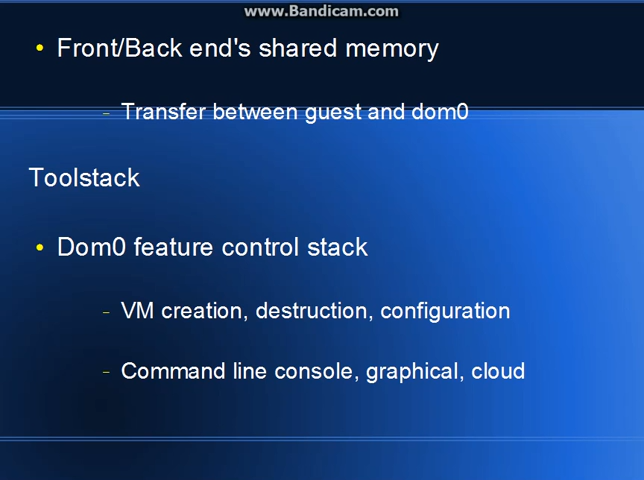 www.Bandicam.com
• Front/Back end's shared memory
– Transfer between guest and dom0
Toolstack
• Dom0 feature control stack
– VM creation, destruction, configuration
– Command line console, graphical, cloud